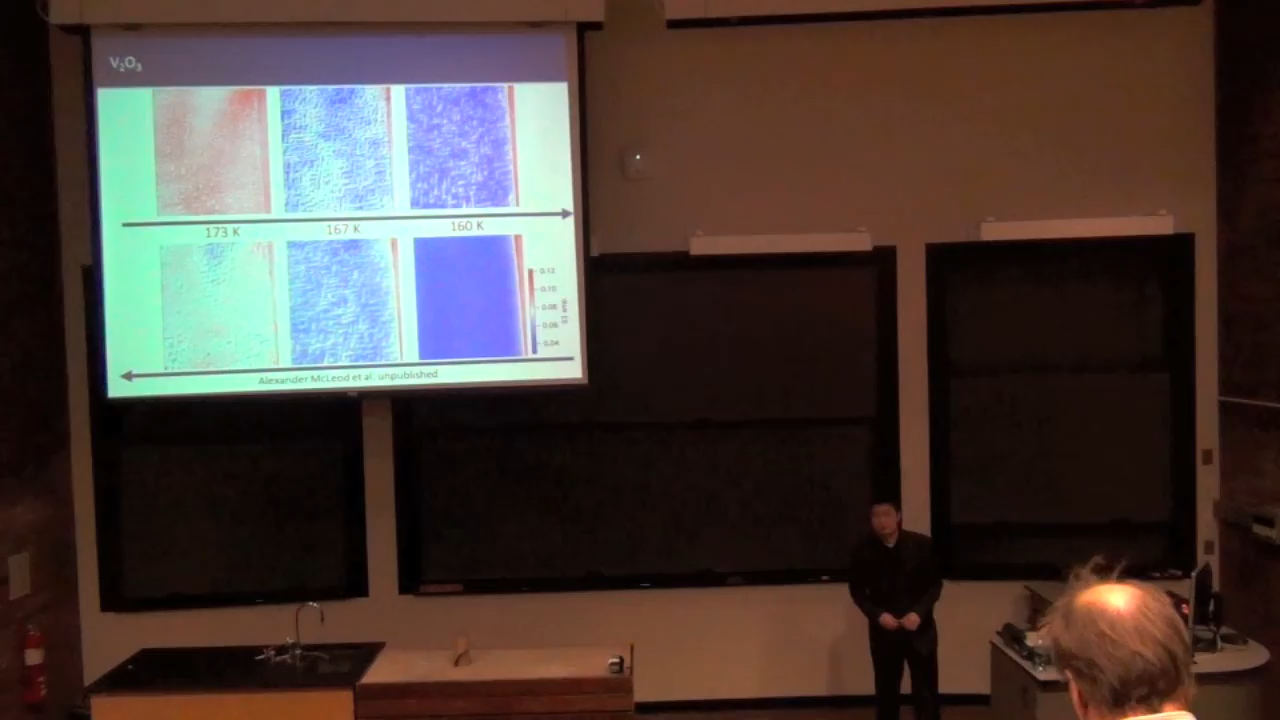 V₂O₃
173 K 167 K 160 K
0.12
0.10
0.08
0.06
0.04
Alexander McLeod et al. unpublished